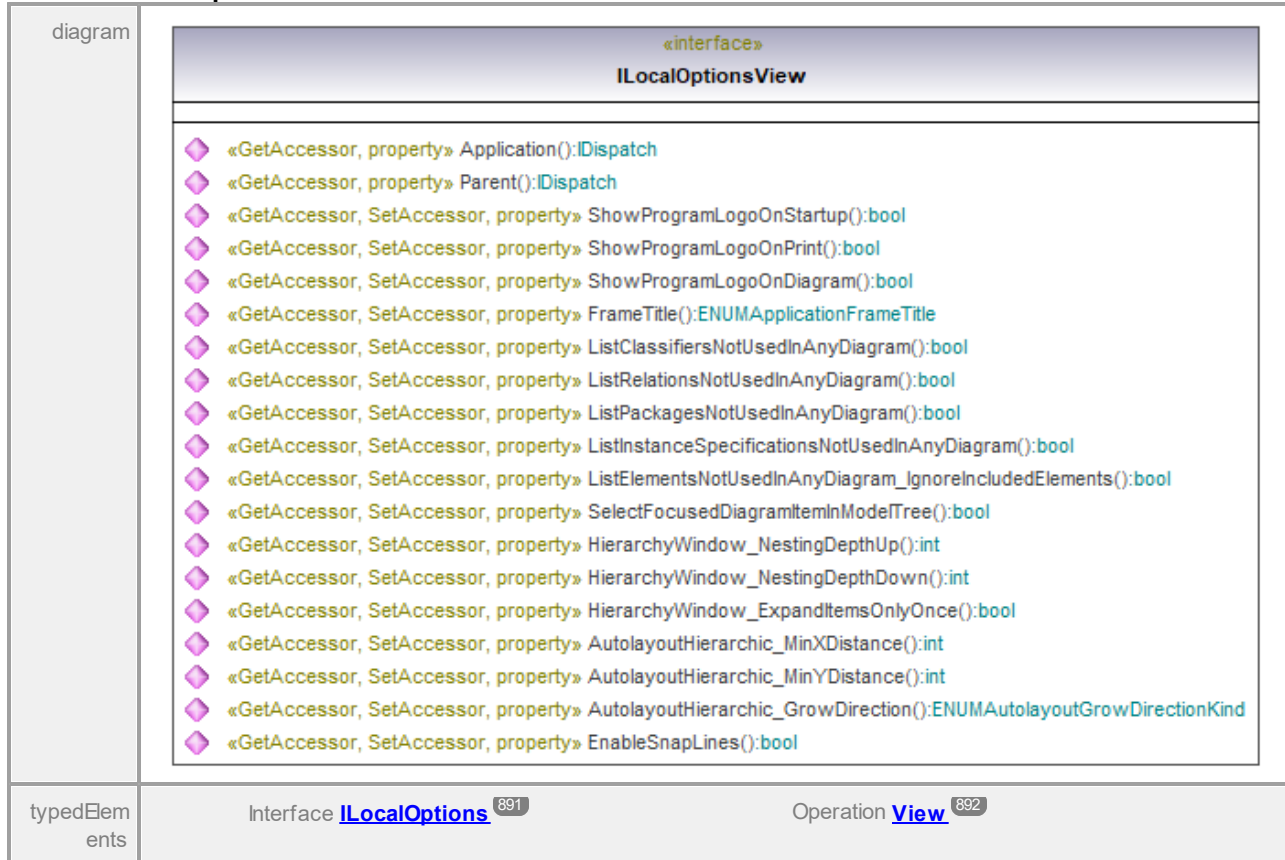 diagram
«interface»
ILocalOptionsView
«GetAccessor, property» Application():IDispatch
«GetAccessor, property» Parent():IDispatch
«GetAccessor, SetAccessor, property» ShowProgramLogoOnStartup():bool
«GetAccessor, SetAccessor, property» ShowProgramLogoOnPrint():bool
«GetAccessor, SetAccessor, property» ShowProgramLogoOnDiagram():bool
«GetAccessor, SetAccessor, property» FrameTitle():ENUMApplicationFrameTitle
«GetAccessor, SetAccessor, property» ListClassifiersNotUsedInAnyDiagram():bool
«GetAccessor, SetAccessor, property» ListRelationsNotUsedInAnyDiagram():bool
«GetAccessor, SetAccessor, property» ListPackagesNotUsedInAnyDiagram():bool
«GetAccessor, SetAccessor, property» ListInstanceSpecificationsNotUsedInAnyDiagram():bool
«GetAccessor, SetAccessor, property» ListElementsNotUsedInAnyDiagram_IgnoreIncludedElements():bool
«GetAccessor, SetAccessor, property» SelectFocusedDiagramItemInModelTree():bool
«GetAccessor, SetAccessor, property» HierarchyWindow_NestingDepthUp():int
«GetAccessor, SetAccessor, property» HierarchyWindow_NestingDepthDown():int
«GetAccessor, SetAccessor, property» HierarchyWindow_ExpandItemsOnlyOnce():bool
«GetAccessor, SetAccessor, property» AutolayoutHierarchic_MinXDistance():int
«GetAccessor, SetAccessor, property» AutolayoutHierarchic_MinYDistance():int
«GetAccessor, SetAccessor, property» AutolayoutHierarchic_GrowDirection():ENUMAutolayoutGrowDirectionKind
«GetAccessor, SetAccessor, property» EnableSnapLines():bool
typedElem
ents
Interface ILocalOptions 891
Operation View 892